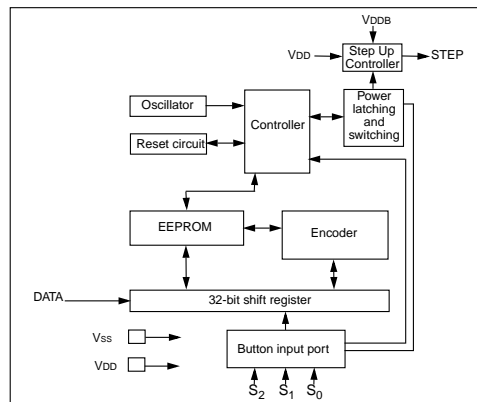 VDDB
VDD
Step Up
Controller
STEP
Oscillator
Controller
Power
latching
and
switching
Reset circuit
EEPROM
Encoder
DATA
32-bit shift register
VSS
Button input port
VDD
S2 S1 S0